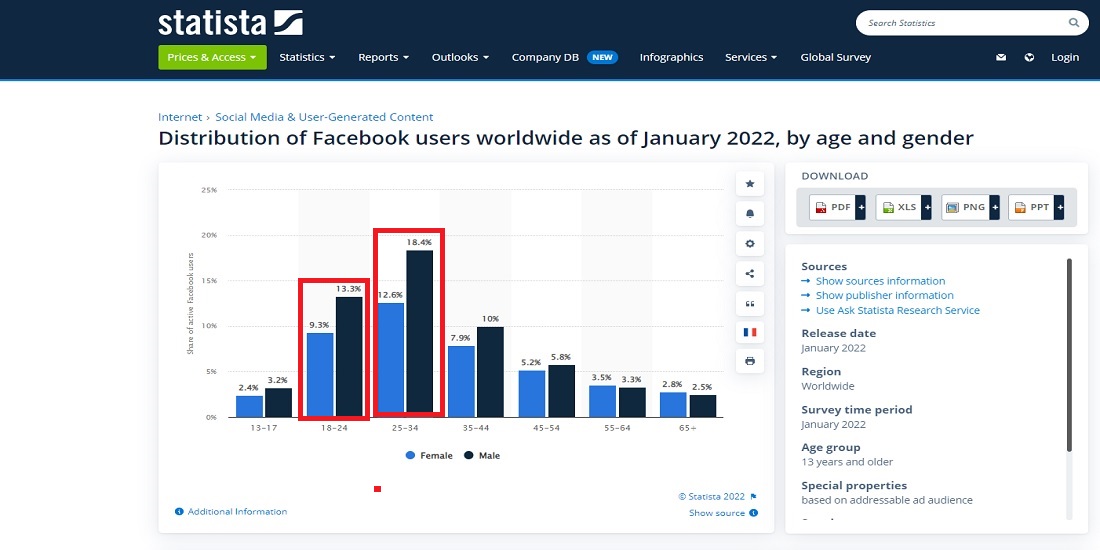 statista
Search Statistics
Prices & Access Statistics Reports Outlooks Company DB NEW Infographics Services Global Survey Login
Internet › Social Media & User-Generated Content
Distribution of Facebook users worldwide as of January 2022, by age and gender
Share of active Facebook users
25%
20%
15%
10%
5%
0%
2.4% 3.2% 9.3% 13.3% 12.6% 18.4% 7.9% 10% 5.2% 5.8% 3.5% 3.3% 2.8% 2.5%
13–17 18–24 25–34 35–44 45–54 55–64 65+
Female Male
© Statista 2022
Additional Information
Show source
DOWNLOAD
PDF + XLS + PNG + PPT +
Sources
→ Show sources information
→ Show publisher information
→ Use Ask Statista Research Service
Release date
January 2022
Region
Worldwide
Survey time period
January 2022
Age group
13 years and older
Special properties
based on addressable ad audience